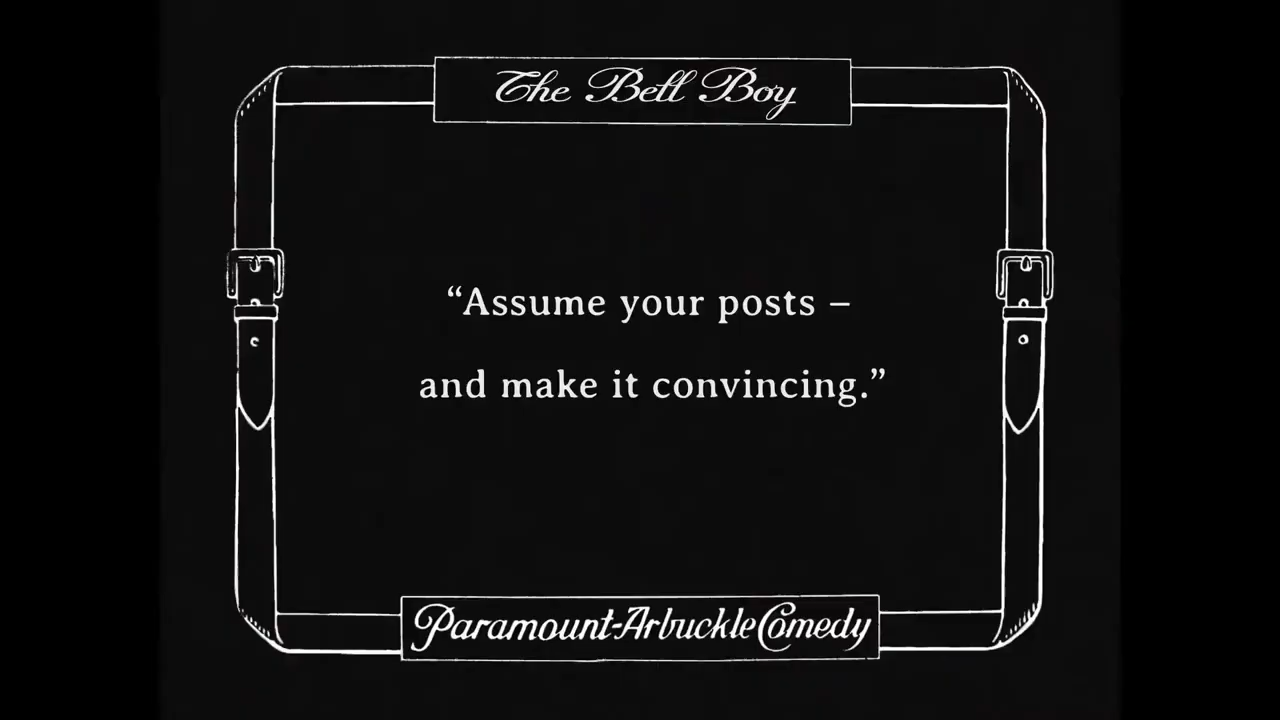 The Bell Boy
“Assume your posts –
and make it convincing.”
Paramount-Arbuckle Comedy